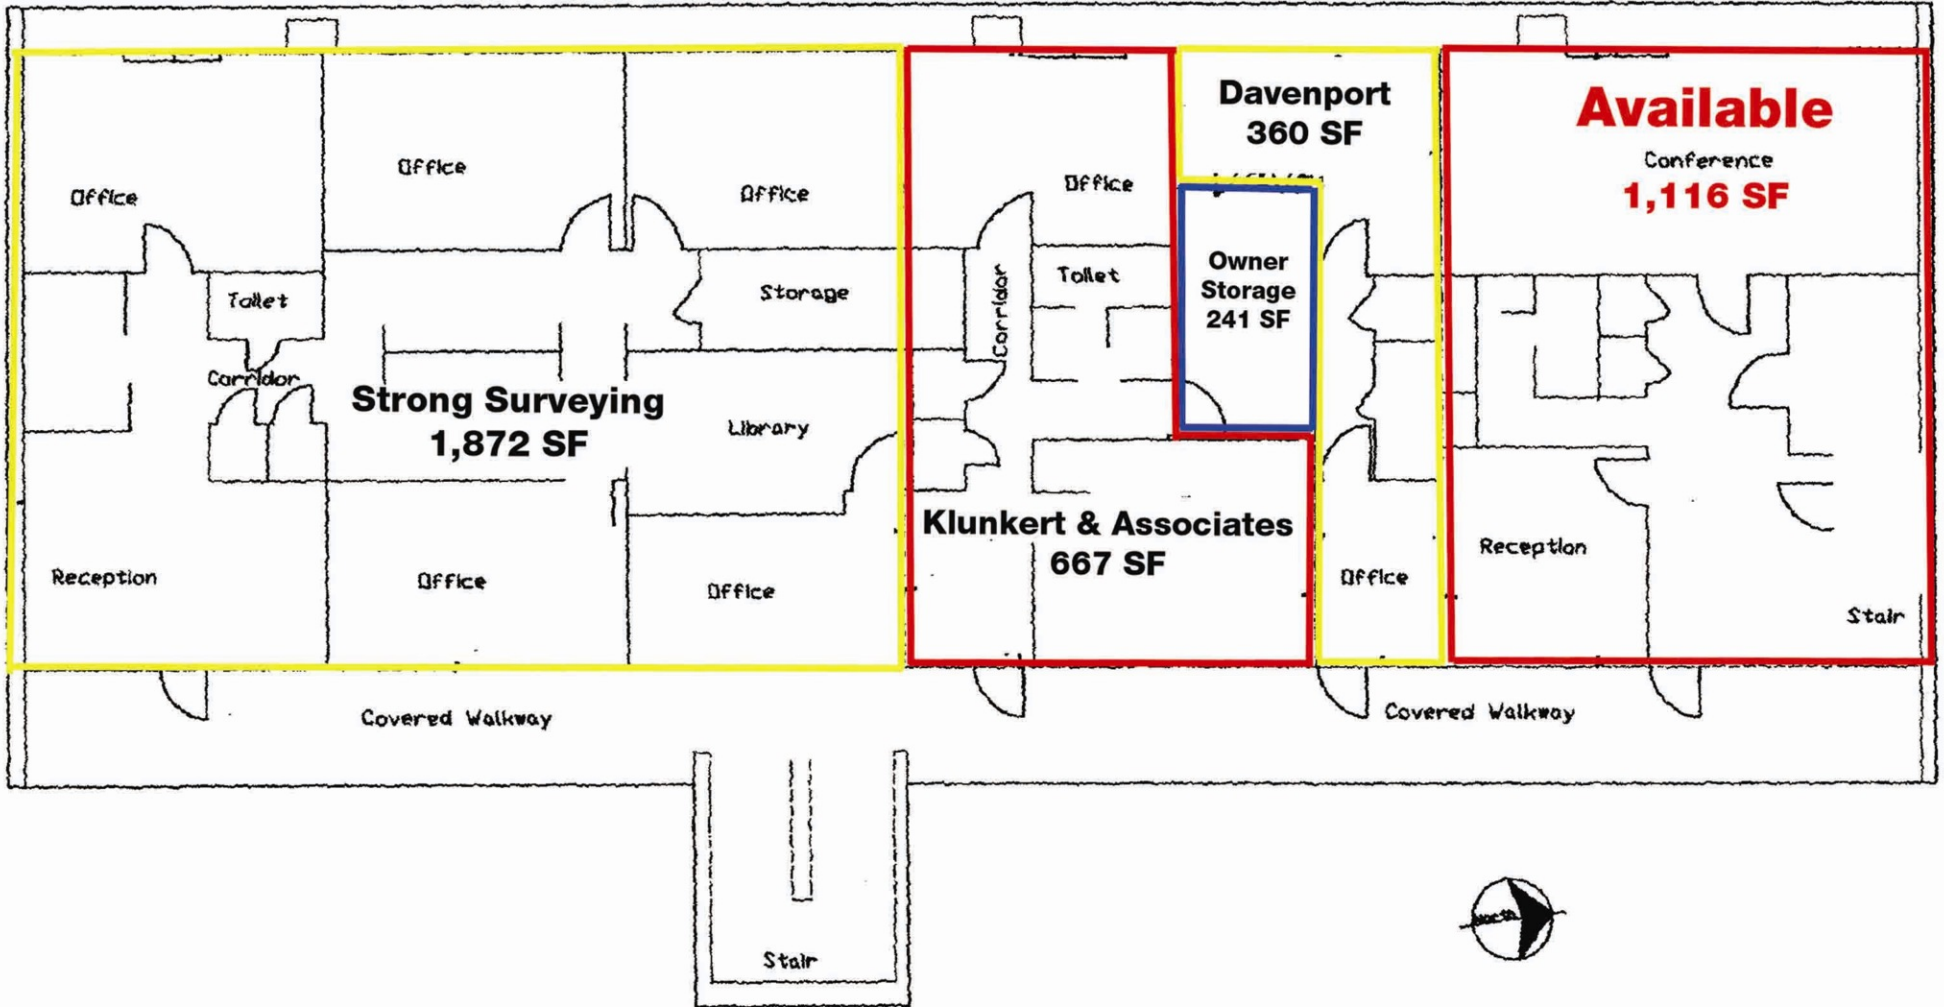 Office
Office
Office
Toilet
Storage
Corridor
Strong Surveying
1,872 SF
Library
Reception
Office
Office
Office
Toilet
Corridor
Klunkert & Associates
667 SF
Davenport
360 SF
Owner
Storage
241 SF
Office
Available
Conference
1,116 SF
Reception
Stair
Covered Walkway
Covered Walkway
Stair
North